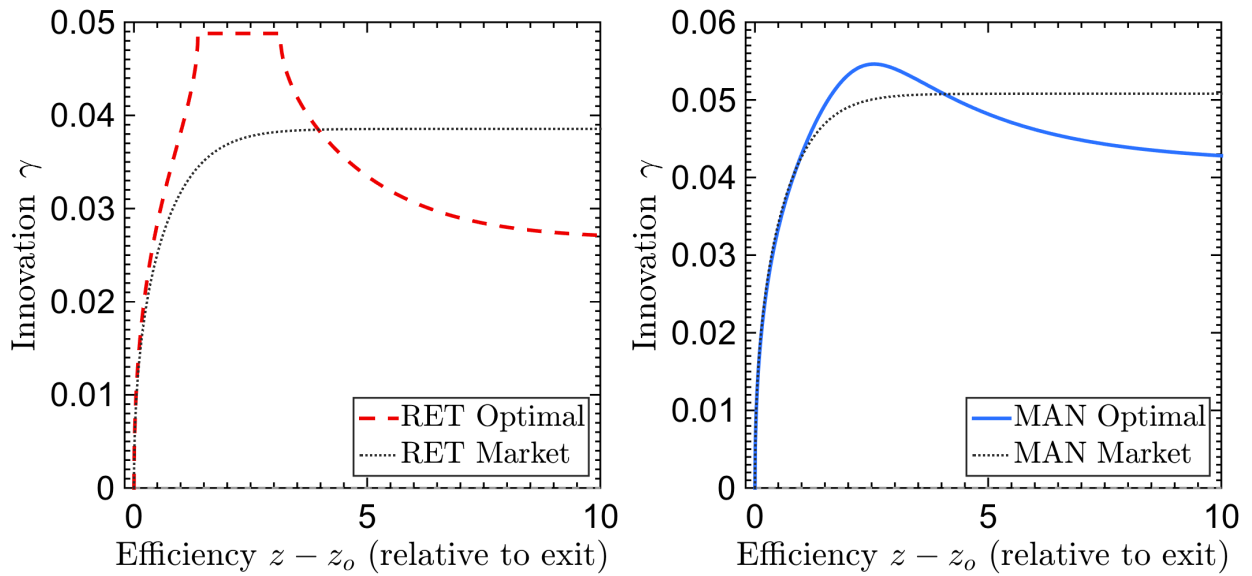 0.05
0.04
0.03
0.02
0.01
0
Innovation γ
RET Optimal
RET Market
0
5
10
Efficiency z − z_o (relative to exit)
0.06
0.05
0.04
0.03
0.02
0.01
0
Innovation γ
MAN Optimal
MAN Market
0
5
10
Efficiency z − z_o (relative to exit)